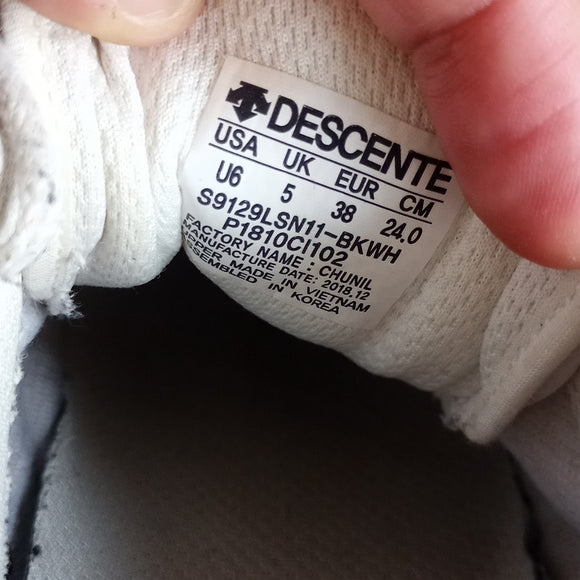 DESCENTE
USA UK EUR CM
U6 5 38 24.0
S9129LSN11-BKWH
P1810CI102
FACTORY NAME : CHUNIL
MANUFACTURE DATE: 2018.12
UPPER MADE IN VIETNAM
ASSEMBLED IN KOREA